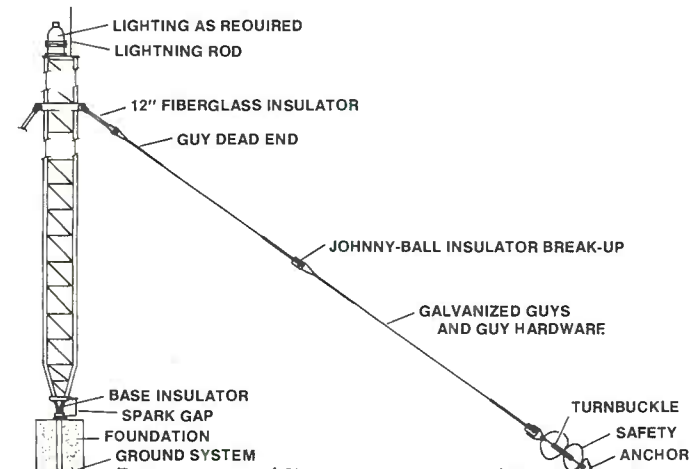 LIGHTING AS REQUIRED
LIGHTNING ROD
12" FIBERGLASS INSULATOR
GUY DEAD END
JOHNNY-BALL INSULATOR BREAK-UP
GALVANIZED GUYS
AND GUY HARDWARE
BASE INSULATOR
SPARK GAP
TURNBUCKLE
FOUNDATION
SAFETY
GROUND SYSTEM
ANCHOR